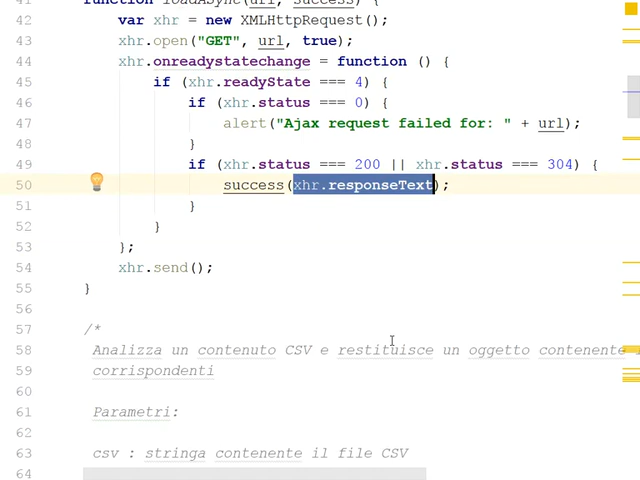 41 function loadAsync(url, success) {
42 var xhr = new XMLHttpRequest();
43 xhr.open("GET", url, true);
44 xhr.onreadystatechange = function () {
45 if (xhr.readyState === 4) {
46 if (xhr.status === 0) {
47 alert("Ajax request failed for: " + url);
48 }
49 if (xhr.status === 200 || xhr.status === 304) {
50 success(xhr.responseText);
51 }
52 }
53 };
54 xhr.send();
55 }
56
57 /*
58 Analizza un contenuto CSV e restituisce un oggetto contenente
59 corrispondenti
60
61 Parametri:
62
63 csv : stringa contenente il file CSV
64